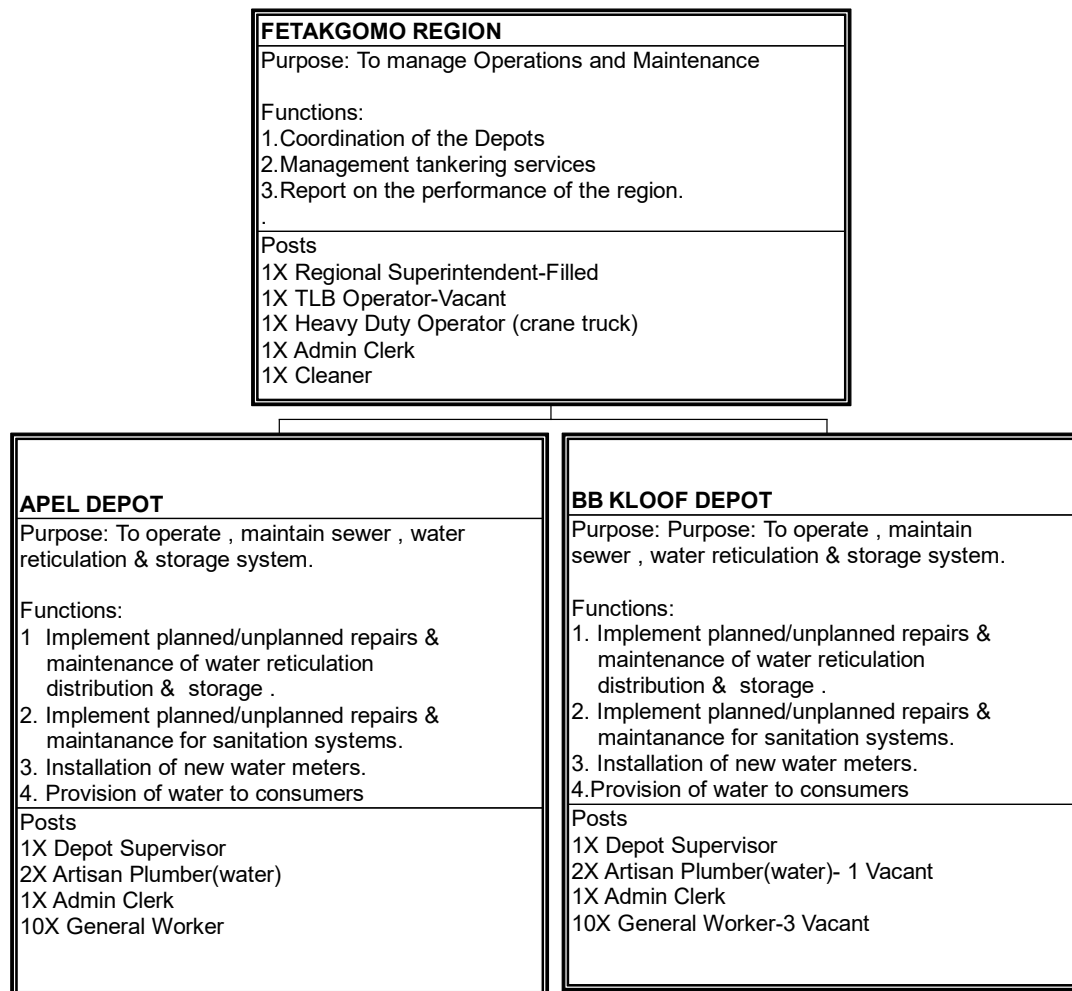 FETAKGOMO REGION
Purpose: To manage Operations and Maintenance
Functions:
1.Coordination of the Depots
2.Management tankering services
3.Report on the performance of the region.
.
Posts
1X Regional Superintendent-Filled
1X TLB Operator-Vacant
1X Heavy Duty Operator (crane truck)
1X Admin Clerk
1X Cleaner
APEL DEPOT
Purpose: To operate , maintain sewer , water
reticulation & storage system.
Functions:
1  Implement planned/unplanned repairs &
maintenance of water reticulation
distribution &  storage .
2. Implement planned/unplanned repairs &
maintanance for sanitation systems.
3. Installation of new water meters.
4. Provision of water to consumers
Posts
1X Depot Supervisor
2X Artisan Plumber(water)
1X Admin Clerk
10X General Worker
BB KLOOF DEPOT
Purpose: Purpose: To operate , maintain
sewer , water reticulation & storage system.
Functions:
1. Implement planned/unplanned repairs &
maintenance of water reticulation
distribution &  storage .
2. Implement planned/unplanned repairs &
maintanance for sanitation systems.
3. Installation of new water meters.
4.Provision of water to consumers
Posts
1X Depot Supervisor
2X Artisan Plumber(water)- 1 Vacant
1X Admin Clerk
10X General Worker-3 Vacant